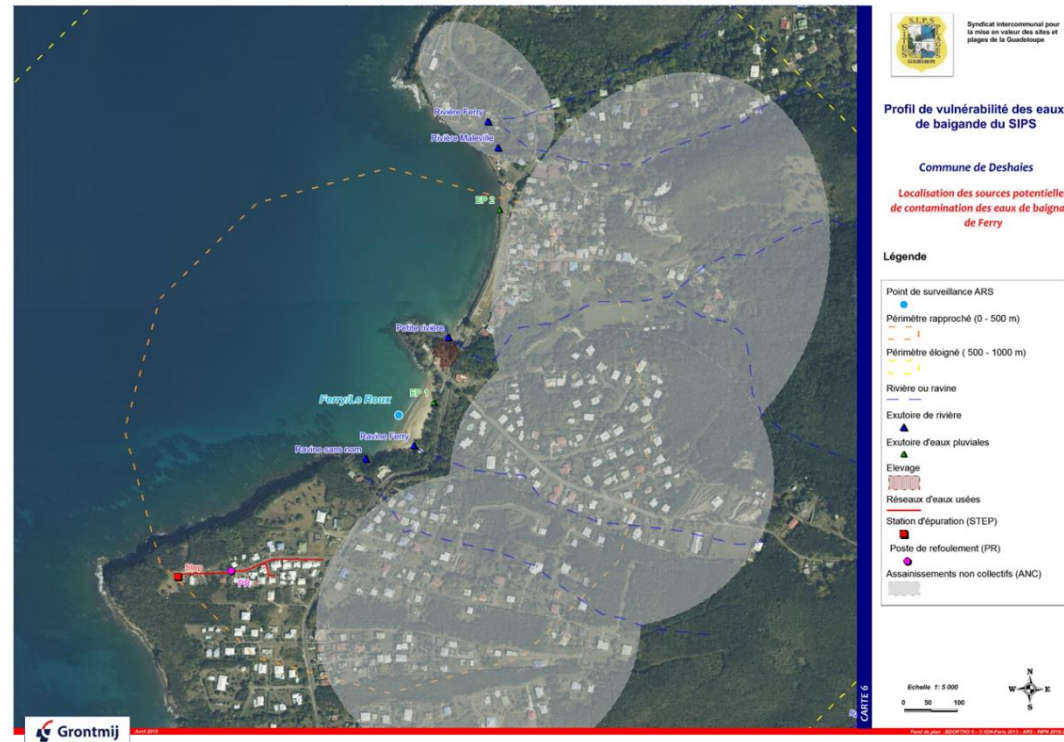 S.I.P.S
GUADELOUPE
Syndicat intercommunal pour
la mise en valeur des sites et
plages de la Guadeloupe
Profil de vulnérabilité des eaux
de baigande du SIPS
Commune de Deshaies
Localisation des sources potentielle
de contamination des eaux de baigna
de Ferry
Légende
Point de surveillance ARS
Périmètre rapproché (0 - 500 m)
Périmètre éloigné ( 500 - 1000 m)
Rivière ou ravine
Exutoire de rivière
Exutoire d'eaux pluviales
Elevage
Réseaux d'eaux usées
Station d'épuration (STEP)
Poste de refoulement (PR)
Assainissements non collectifs (ANC)
Rivière Ferry
Rivière Maleville
EP 2
Petite rivière
EP 1
Ferry/Le Roux
Ravine Ferry
Ravine sans nom
Step
PR
CARTE 6
Echelle 1: 5 000
0 50 100
N
W E
S
Grontmij
Avril 2015